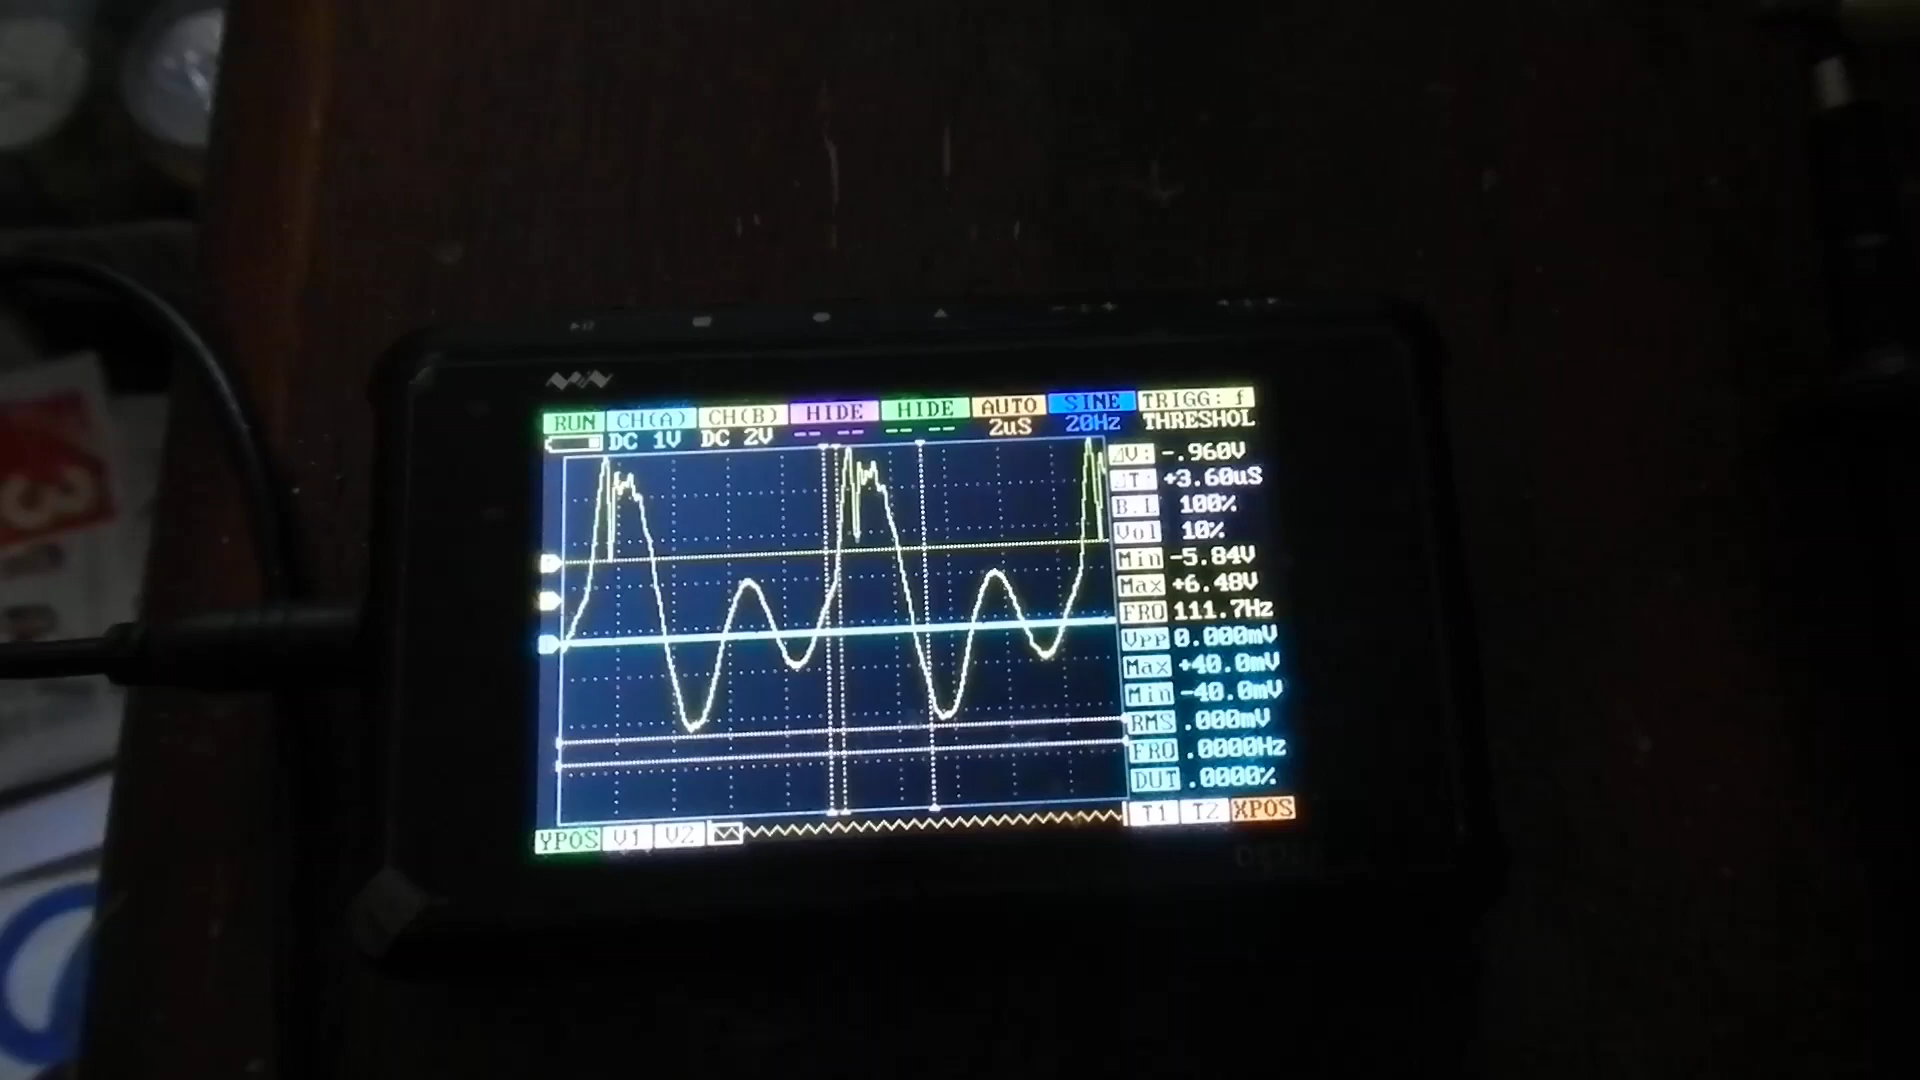 RUN CH(A) CH(B) HIDE HIDE AUTO SINE TRIGG: f
DC 1V DC 2V -- -- -- -- 2uS 20Hz THRESHOL
ΔV: -.960V
ΔT: +3.60uS
B.L 100%
Vol 10%
Min -5.84V
Max +6.48V
FRQ 111.7Hz
Vpp 0.000mV
Max +40.0mV
Min -40.0mV
RMS .000mV
FRQ .0000Hz
DUT .0000%
YPOS V1 V2 T1 T2 XPOS
3